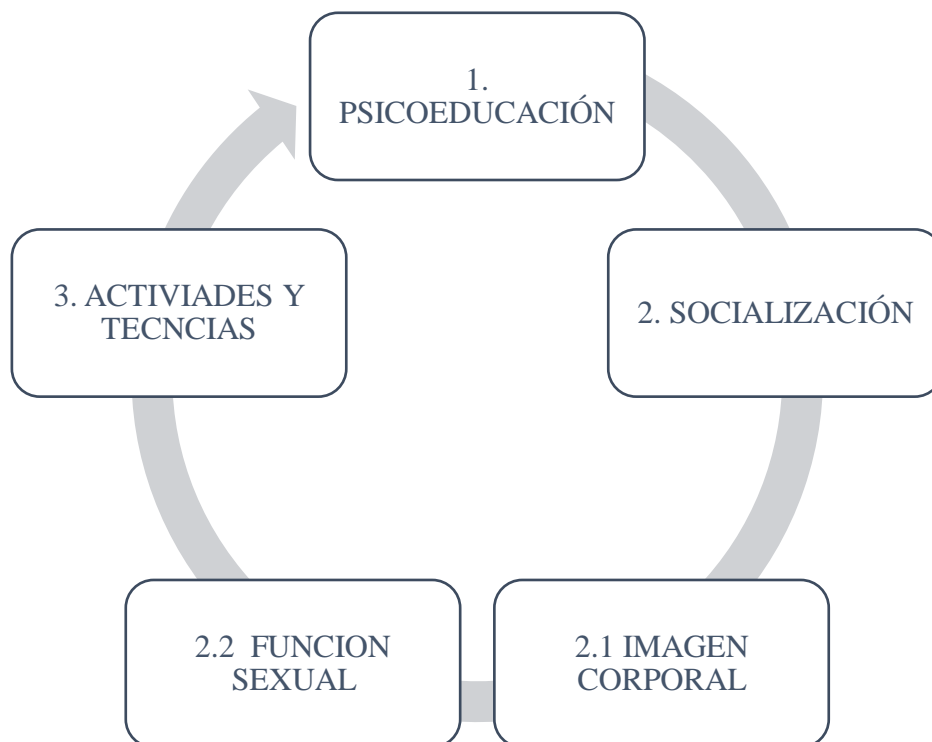 1.
PSICOEDUCACIÓN
2. SOCIALIZACIÓN
2.1 IMAGEN
CORPORAL
2.2 FUNCION
SEXUAL
3. ACTIVIADES Y
TECNCIAS